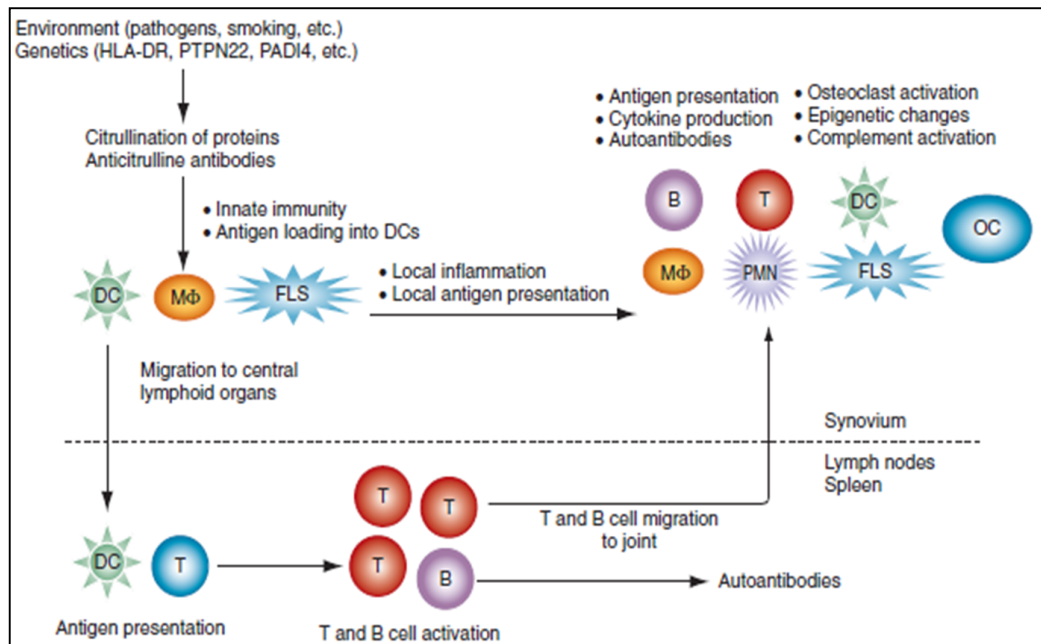 Environment (pathogens, smoking, etc.)
Genetics (HLA-DR, PTPN22, PADI4, etc.)
Citrullination of proteins
Anticitrulline antibodies
• Innate immunity
• Antigen loading into DCs
DC
MΦ
FLS
• Local inflammation
• Local antigen presentation
• Antigen presentation
• Cytokine production
• Autoantibodies
• Osteoclast activation
• Epigenetic changes
• Complement activation
B
T
DC
OC
MΦ
PMN
FLS
Migration to central
lymphoid organs
Synovium
Lymph nodes
Spleen
DC
T
Antigen presentation
T
T
T
B
T and B cell activation
T and B cell migration
to joint
Autoantibodies